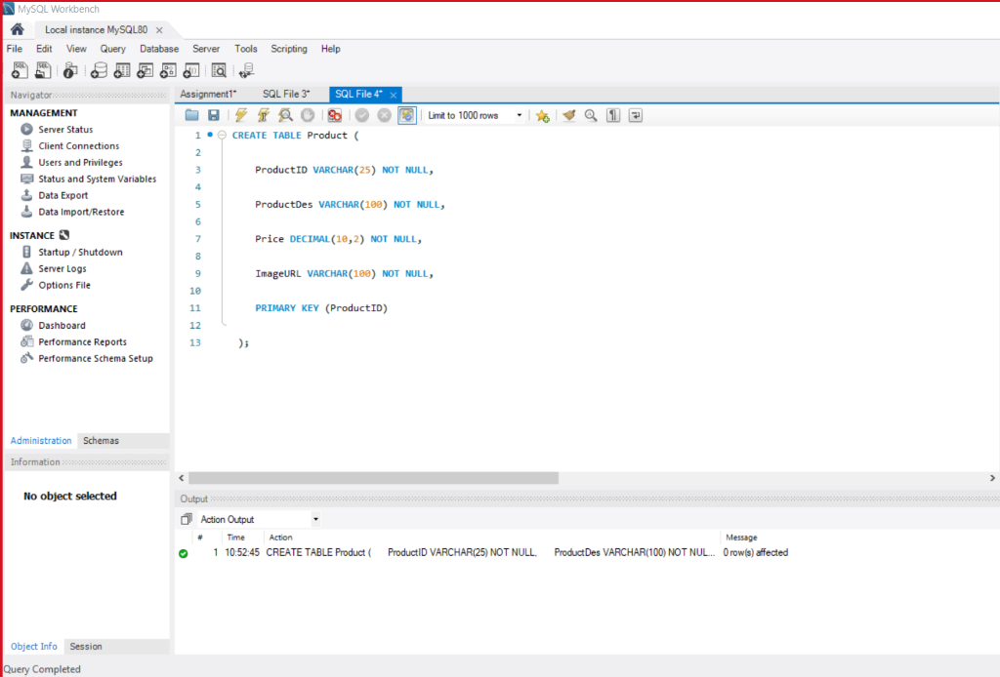 MySQL Workbench
Local instance MySQL80
File Edit View Query Database Server Tools Scripting Help
Navigator
MANAGEMENT
Server Status
Client Connections
Users and Privileges
Status and System Variables
Data Export
Data Import/Restore
INSTANCE
Startup / Shutdown
Server Logs
Options File
PERFORMANCE
Dashboard
Performance Reports
Performance Schema Setup
Administration Schemas
Information
No object selected
Object Info Session
Assignment1* SQL File 3* SQL File 4*
Limit to 1000 rows
1 CREATE TABLE Product (
2
3 ProductID VARCHAR(25) NOT NULL,
4
5 ProductDes VARCHAR(100) NOT NULL,
6
7 Price DECIMAL(10,2) NOT NULL,
8
9 ImageURL VARCHAR(100) NOT NULL,
10
11 PRIMARY KEY (ProductID)
12
13 );
Output
Action Output
# Time Action Message
1 10:52:45 CREATE TABLE Product ( ProductID VARCHAR(25) NOT NULL, ProductDes VARCHAR(100) NOT NUL... 0 row(s) affected
Query Completed